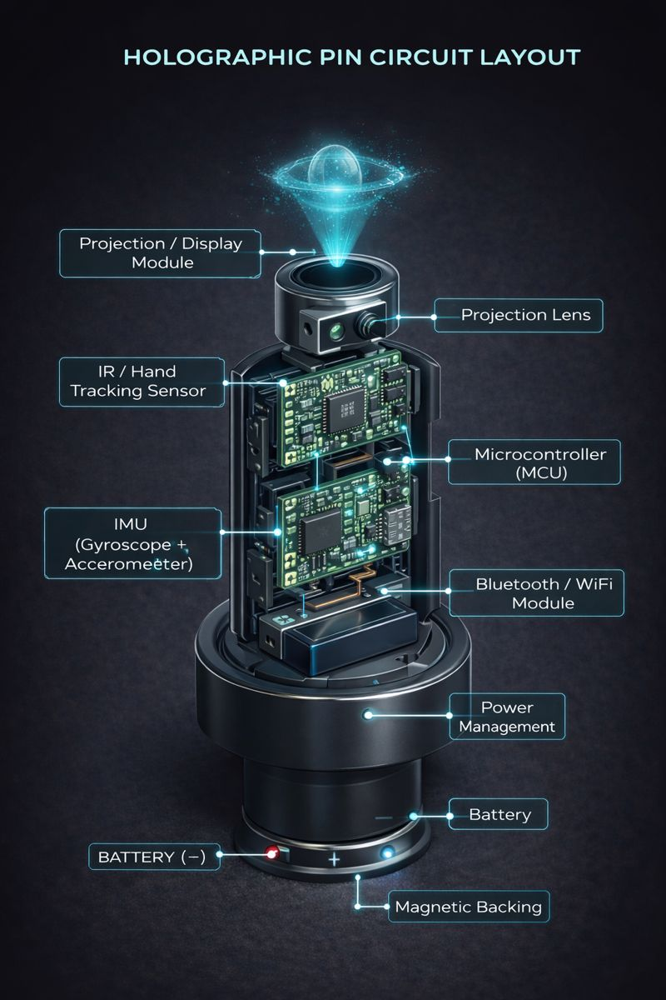 HOLOGRAPHIC PIN CIRCUIT LAYOUT
Projection / Display
Module
Projection Lens
IR / Hand
Tracking Sensor
Microcontroller
(MCU)
IMU
(Gyroscope +
Acceromeeter)
Bluetooth / WiFi
Module
Power
Management
Battery
BATTERY (−)
+
Magnetic Backing